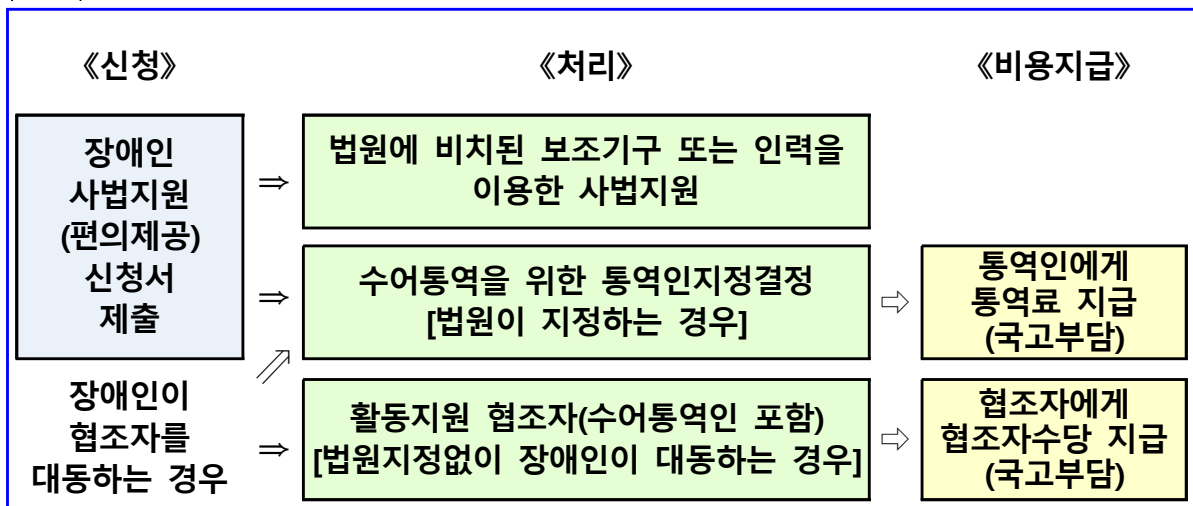 《신청》
《처리》
《비용지급》
장애인
사법지원
(편의제공)
신청서
제출
⇒
법원에 비치된 보조기구 또는 인력을
이용한 사법지원
⇒
수어통역을 위한 통역인지정결정
[법원이 지정하는 경우]
⇨
통역인에게
통역료 지급
(국고부담)
장애인이
협조자를
대동하는 경우
⇒
활동지원 협조자(수어통역인 포함)
[법원지정없이 장애인이 대동하는 경우]
⇨
협조자에게
협조자수당 지급
(국고부담)